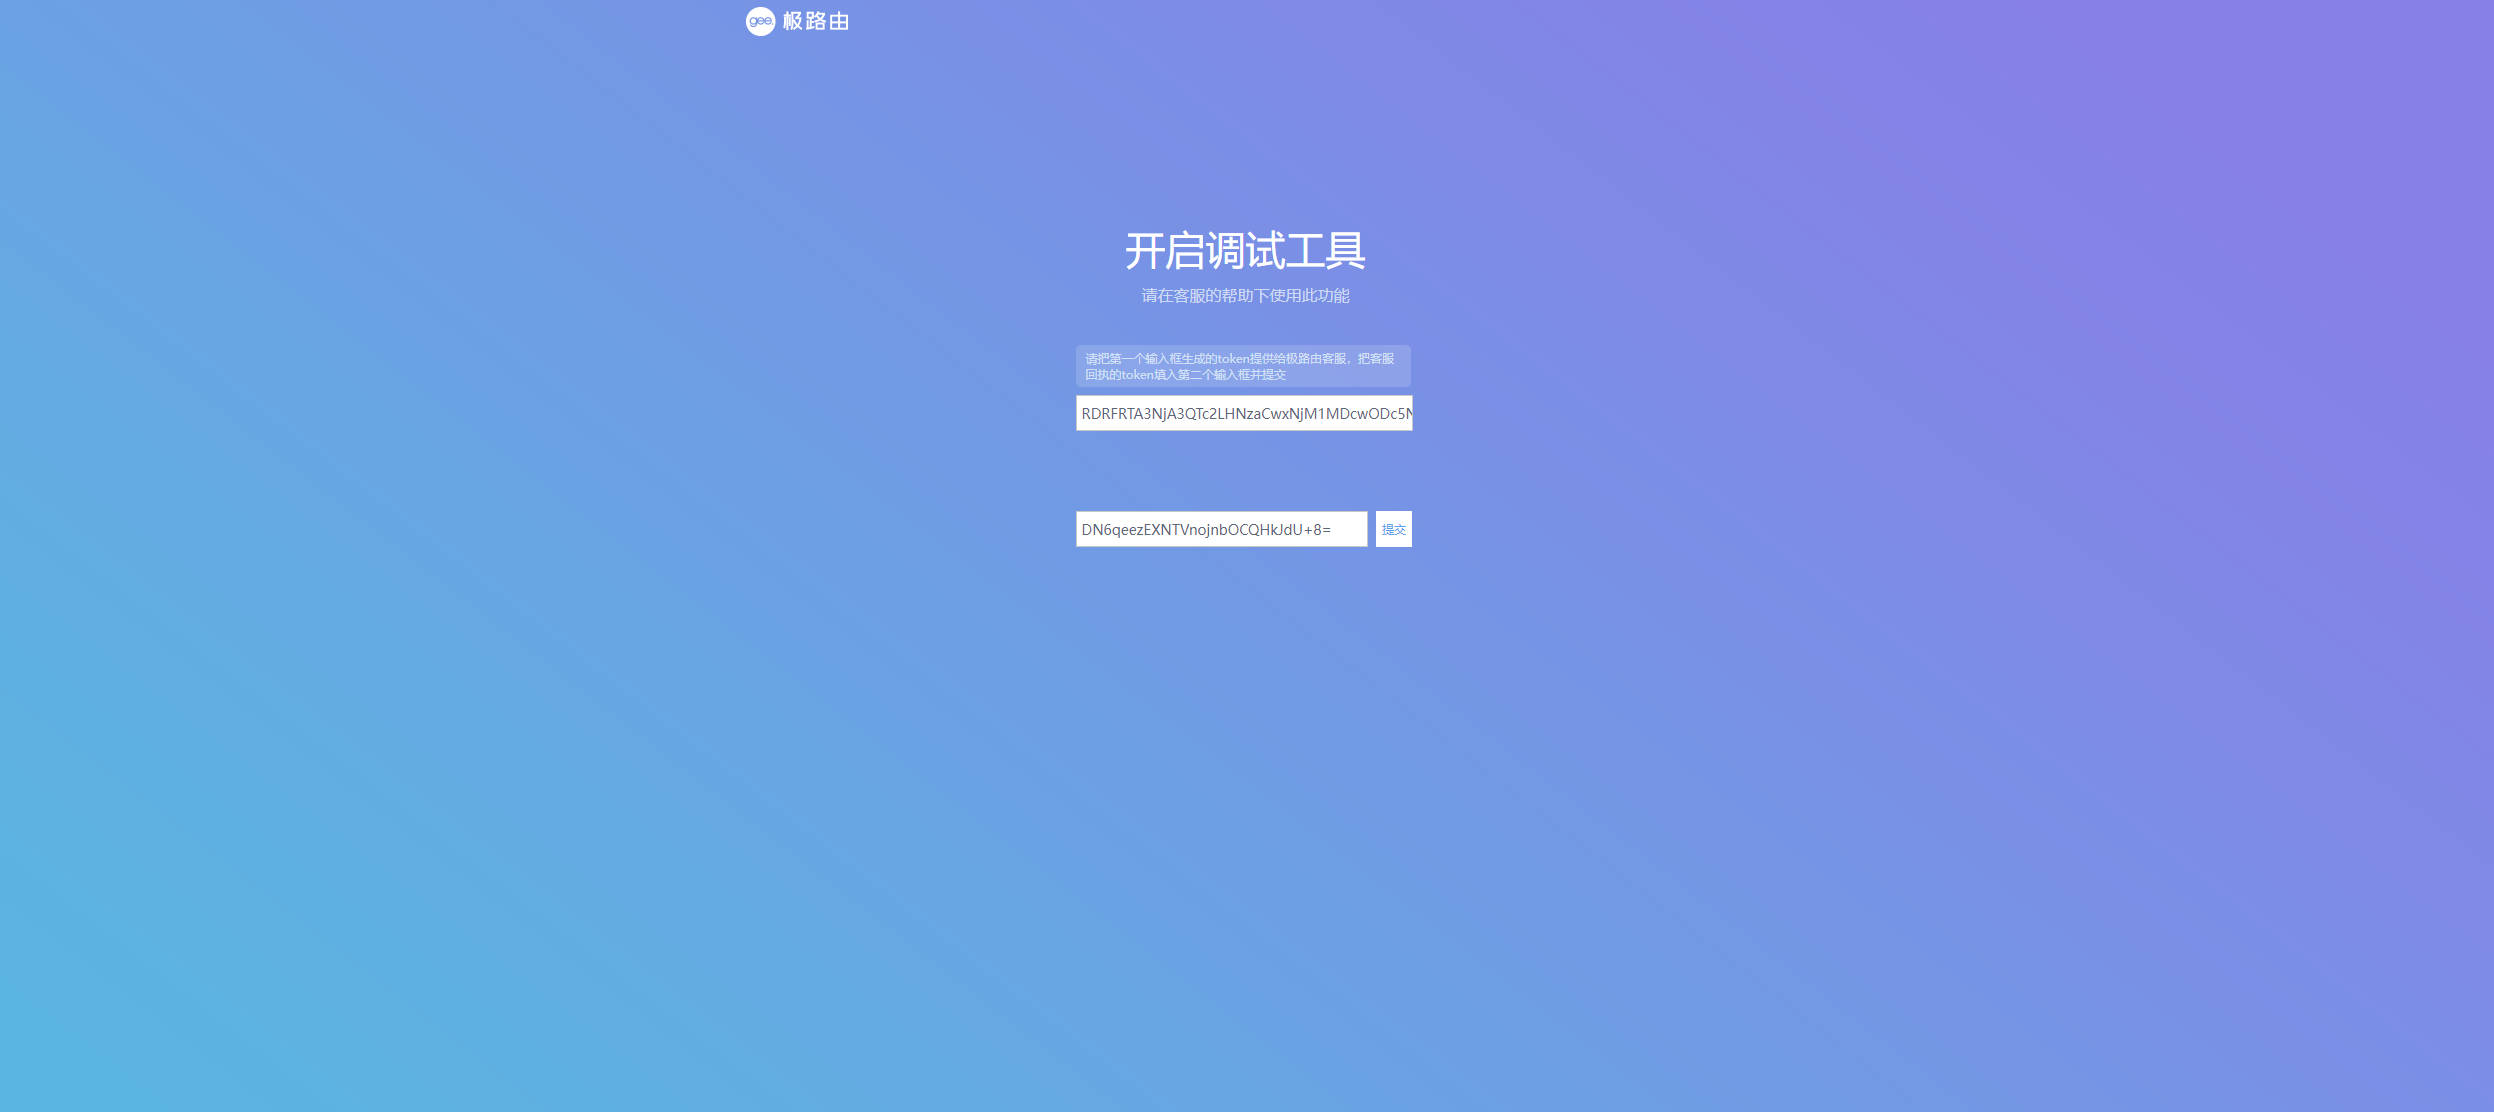 gee. 极路由
开启调试工具
请在客服的帮助下使用此功能
请把第一个输入框生成的token提供给极路由客服，把客服
回执的token填入第二个输入框并提交
RDRFRTA3NjA3QTc2LHNzaCwxNjM1MDcwODc5N
DN6qeezEXNTVnojnbOCQHkJdU+8=
提交